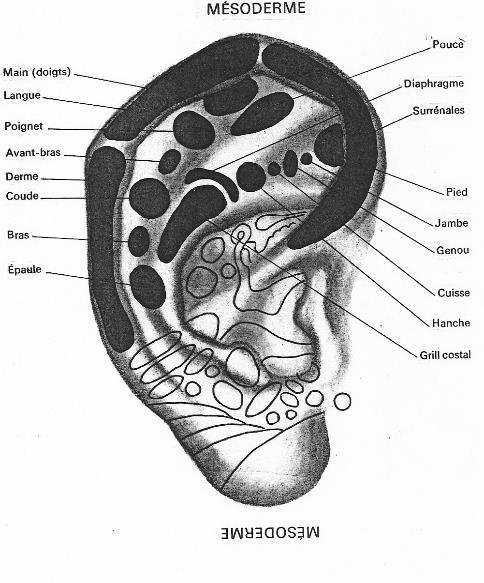 MÉSODERME
Pouce
Main (doigts)
Diaphragme
Langue
Surrénales
Poignet
Avant-bras
Derme
Pied
Coude
Jambe
Bras
Genou
Épaule
Cuisse
Hanche
Grill costal
MÉSODERME